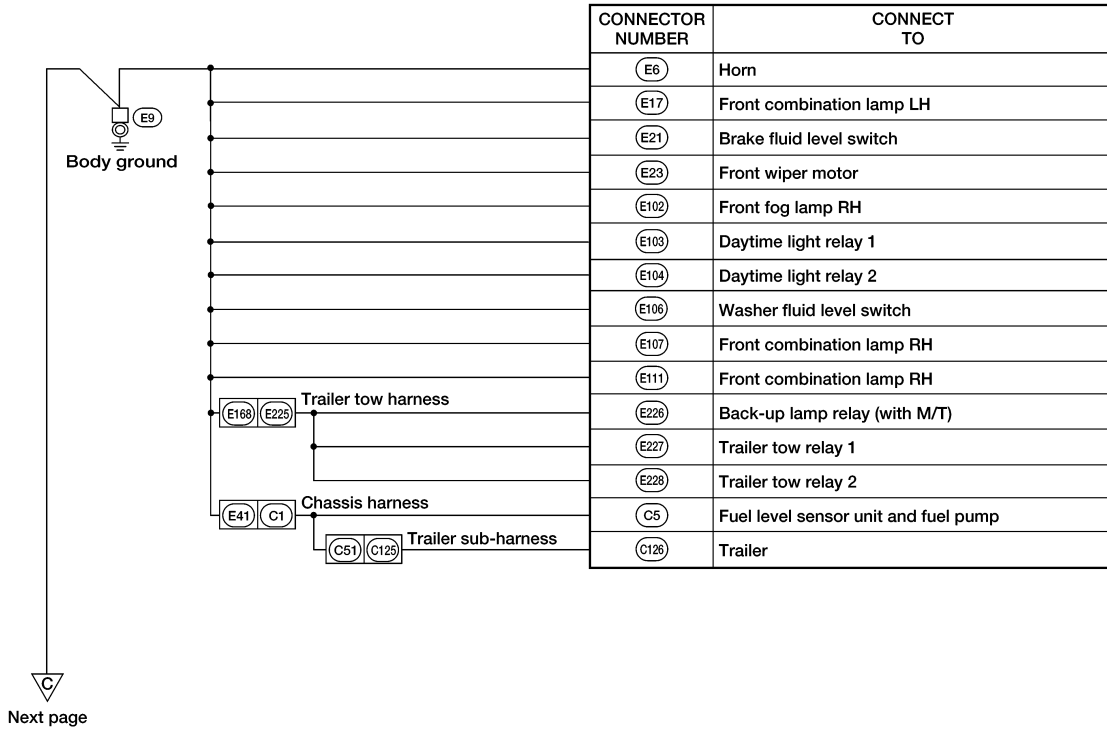 CONNECTOR NUMBER
CONNECT TO
E6 Horn
E9
E17 Front combination lamp LH
Body ground
E21 Brake fluid level switch
E23 Front wiper motor
E102 Front fog lamp RH
E103 Daytime light relay 1
E104 Daytime light relay 2
E106 Washer fluid level switch
E107 Front combination lamp RH
E111 Front combination lamp RH
Trailer tow harness
E168 E225
E226 Back-up lamp relay (with M/T)
E227 Trailer tow relay 1
E228 Trailer tow relay 2
Chassis harness
E41 C1
C5 Fuel level sensor unit and fuel pump
Trailer sub-harness
C51 C125
C126 Trailer
C
Next page